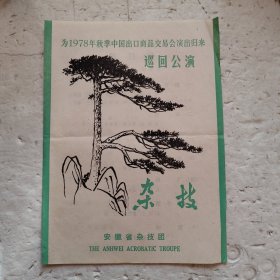 为1978年秋季中国出口商品交易会演出归来
巡回公演
杂技
安徽省杂技团
THE ANHWEI ACROBATIC TROUPE